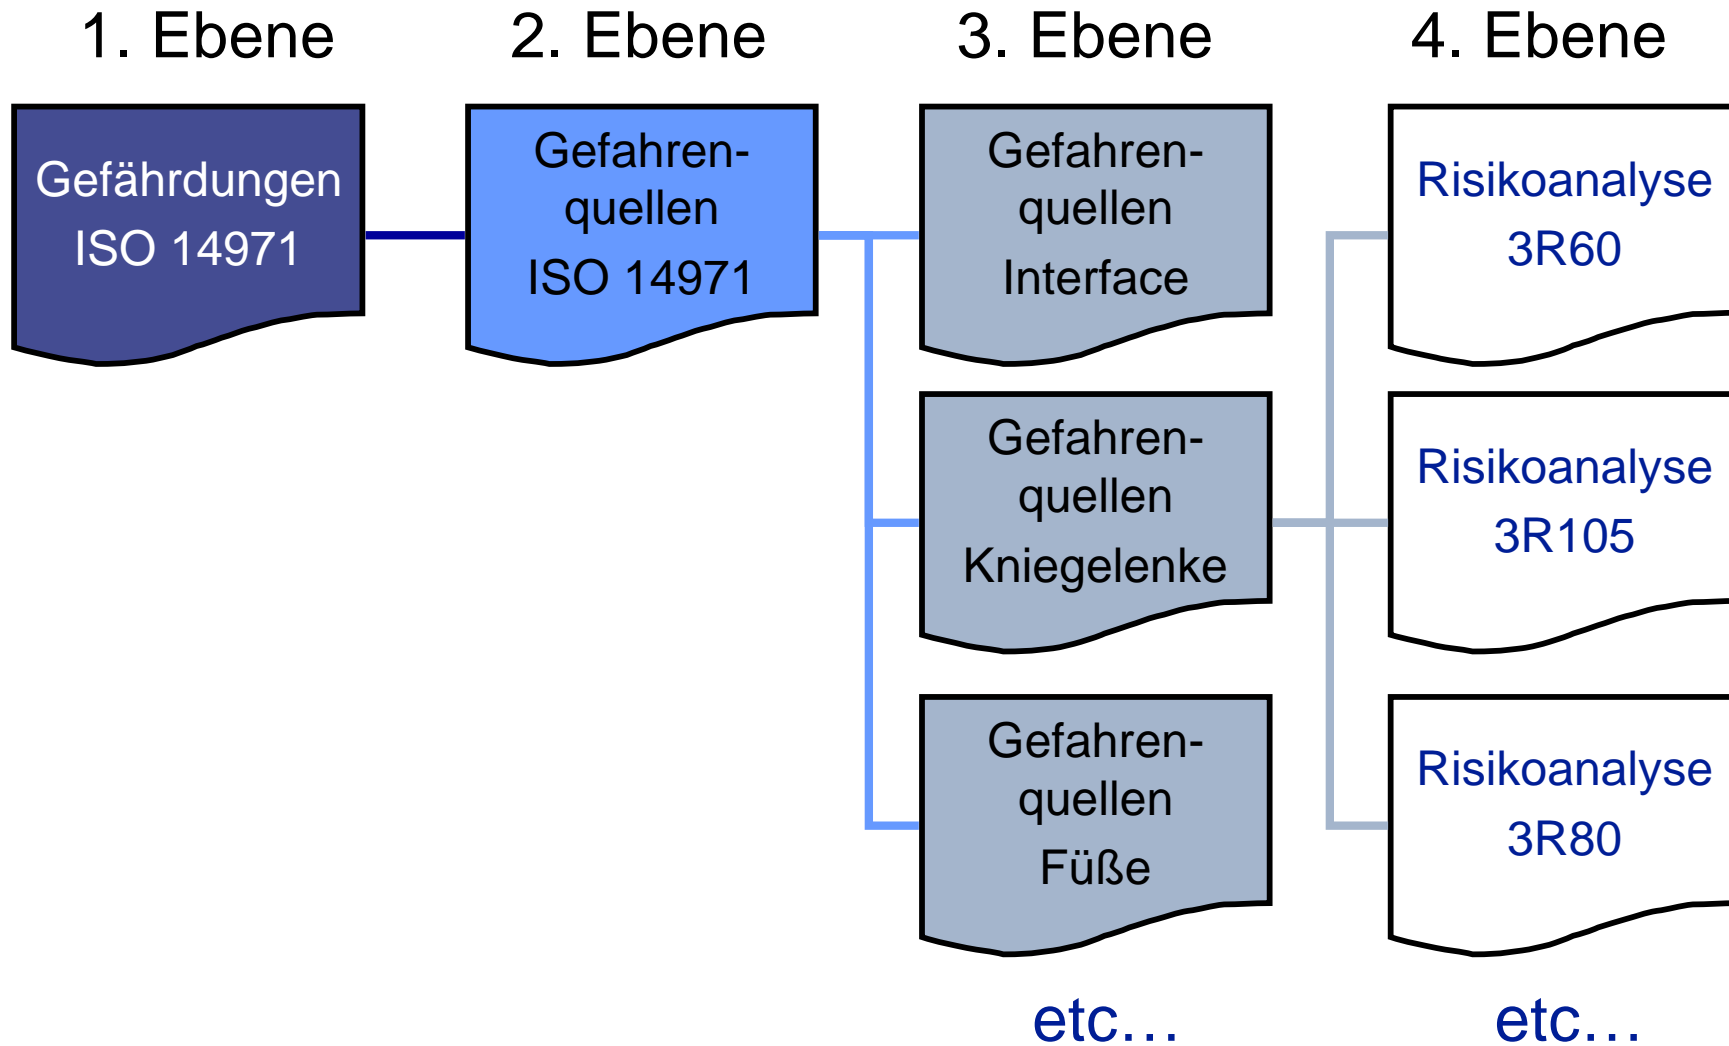 1. Ebene
2. Ebene
3. Ebene
4. Ebene
Gefährdungen
ISO 14971
Gefahren-
quellen
ISO 14971
Gefahren-
quellen
Interface
Gefahren-
quellen
Kniegelenke
Gefahren-
quellen
Füße
etc…
Risikoanalyse
3R60
Risikoanalyse
3R105
Risikoanalyse
3R80
etc…